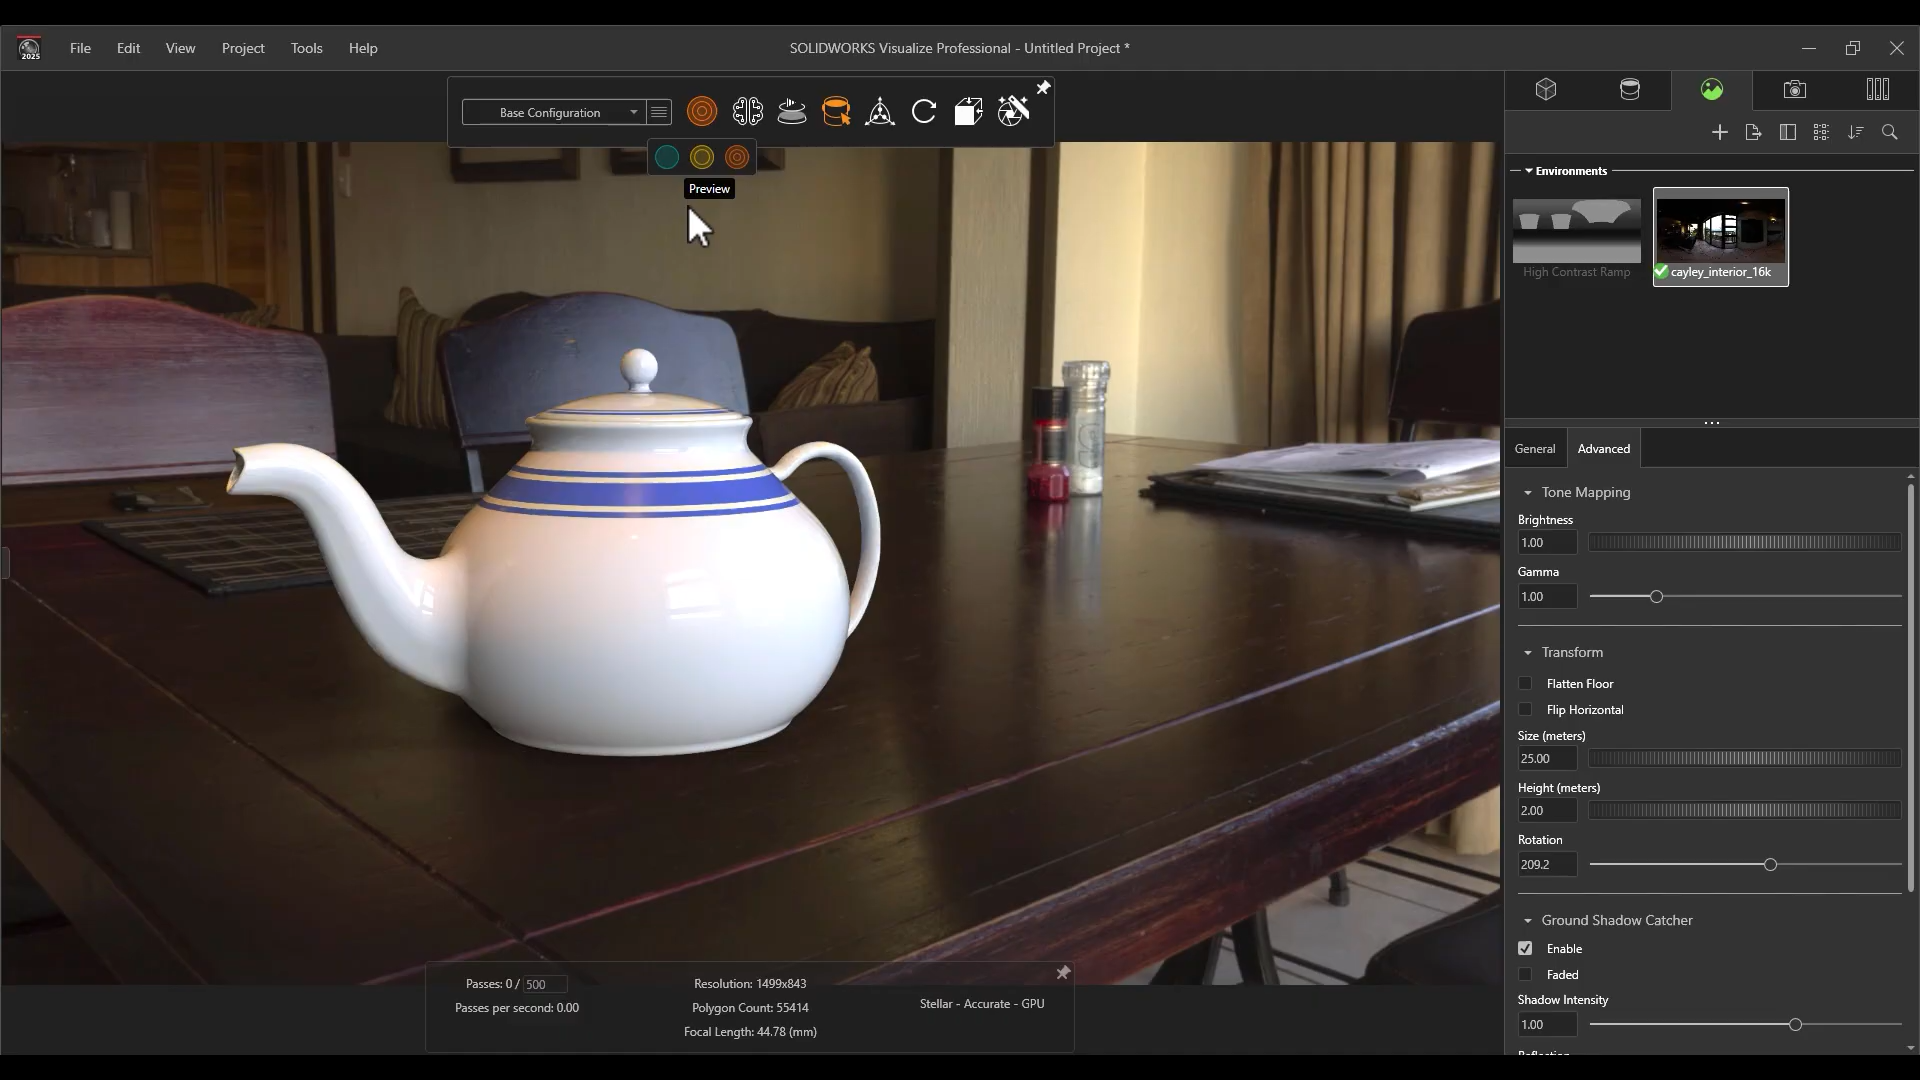 2025
File
Edit
View
Project
Tools
Help
SOLIDWORKS Visualize Professional - Untitled Project *
Base Configuration
Preview
Environments
High Contrast Ramp
cayley_interior_16k
General
Advanced
Tone Mapping
Brightness
1.00
Gamma
1.00
Transform
Flatten Floor
Flip Horizontal
Size (meters)
25.00
Height (meters)
2.00
Rotation
209.2
Ground Shadow Catcher
Enable
Faded
Shadow Intensity
1.00
Passes: 0 / 500
Passes per second: 0.00
Resolution: 1499x843
Polygon Count: 55414
Focal Length: 44.78 (mm)
Stellar - Accurate - GPU